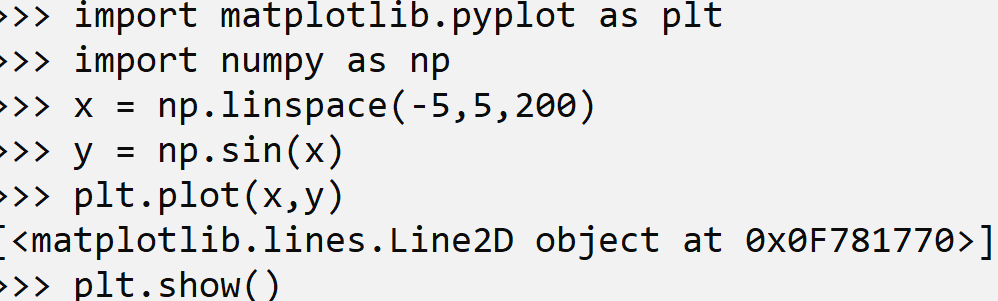 >>> import matplotlib.pyplot as plt
>>> import numpy as np
>>> x = np.linspace(-5,5,200)
>>> y = np.sin(x)
>>> plt.plot(x,y)
[<matplotlib.lines.Line2D object at 0x0F781770>]
>>> plt.show()